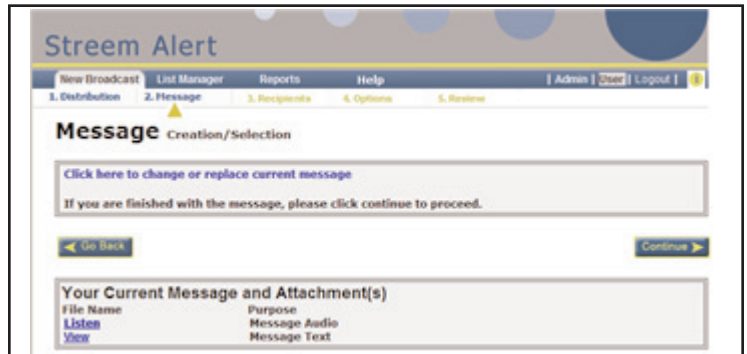 Streem Alert
New Broadcast List Manager Reports Help | Admin | User | Logout | i
1. Distribution 2. Message 3. Recipients 4. Options 5. Review
Message Creation/Selection
Click here to change or replace current message
If you are finished with the message, please click continue to proceed.
Go Back Continue
Your Current Message and Attachment(s)
File Name Purpose
Listen Message Audio
View Message Text